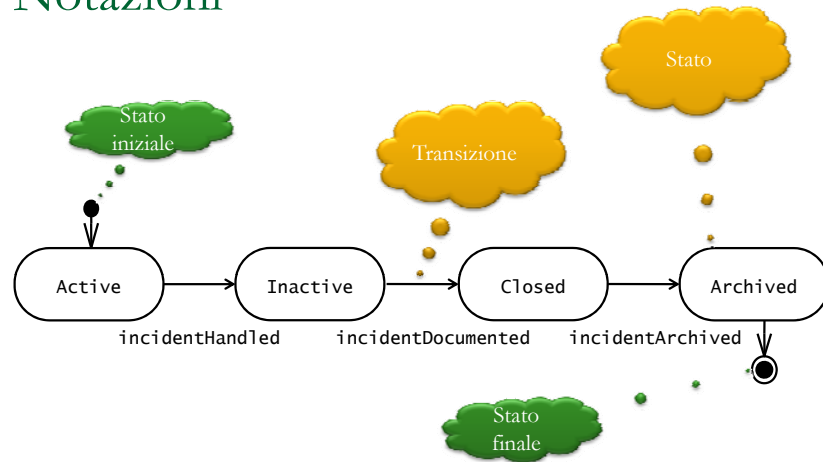 Notazioni
Stato
Stato
iniziale
Transizione
Active
Inactive
Closed
Archived
incidentHandled
incidentDocumented
incidentArchived
Stato
finale